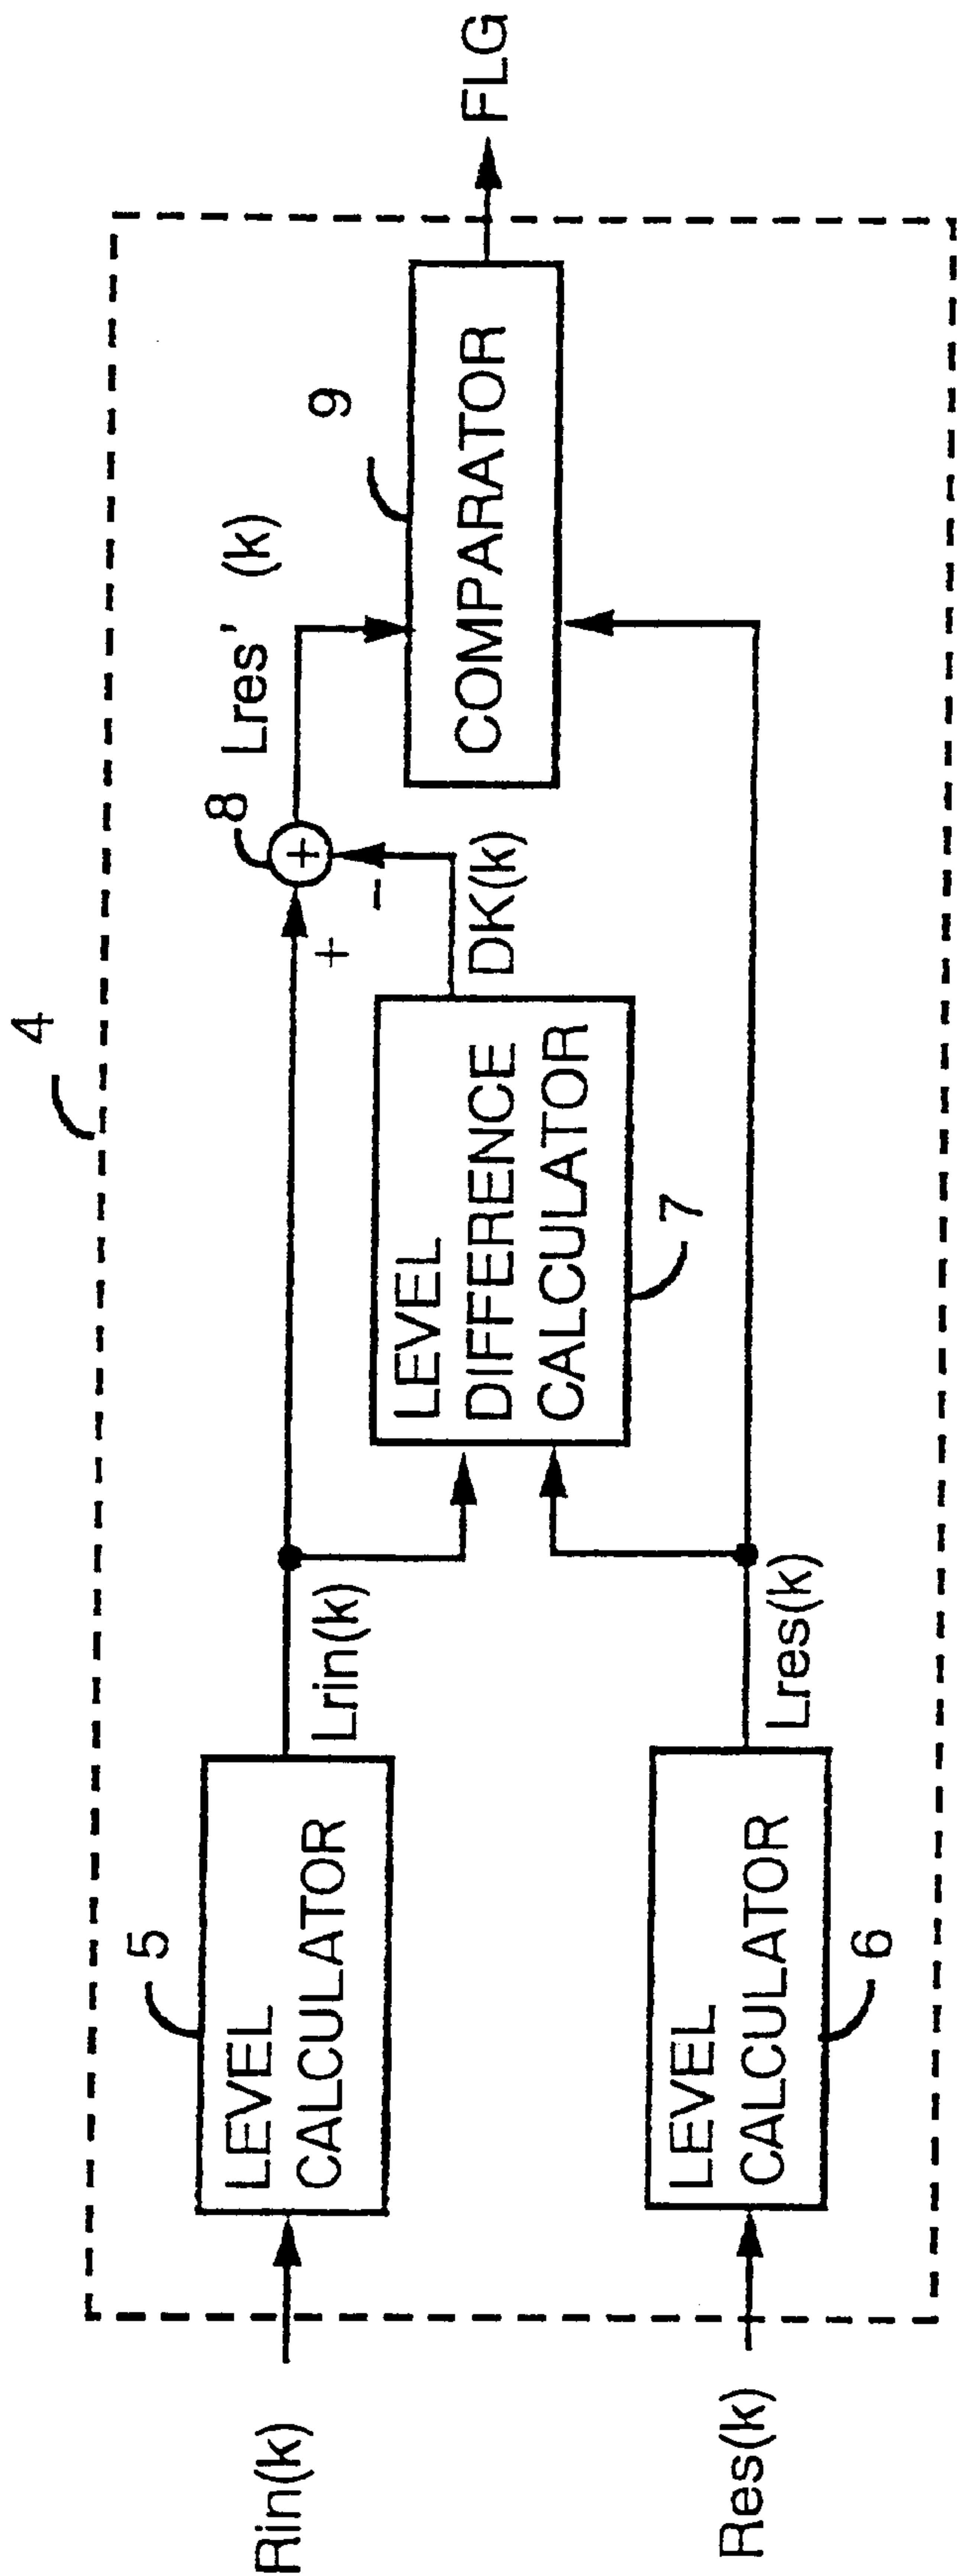 4
5
LEVEL
CALCULATOR
Rin(k)
Lrin(k)
8
+
+
-
Lres' (k)
LEVEL
DIFFERENCE
CALCULATOR
7
DK(k)
9
COMPARATOR
FLG
LEVEL
CALCULATOR
6
Res(k)
Lres(k)